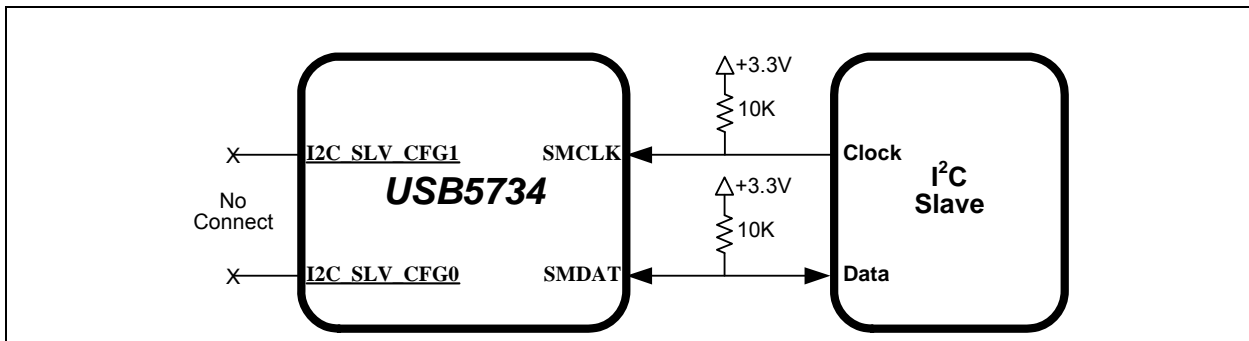 +3.3V
10K
I2C_SLV_CFG1
SMCLK
Clock
USB5734
I²C
Slave
+3.3V
No
Connect
10K
I2C_SLV_CFG0
SMDAT
Data
X
X